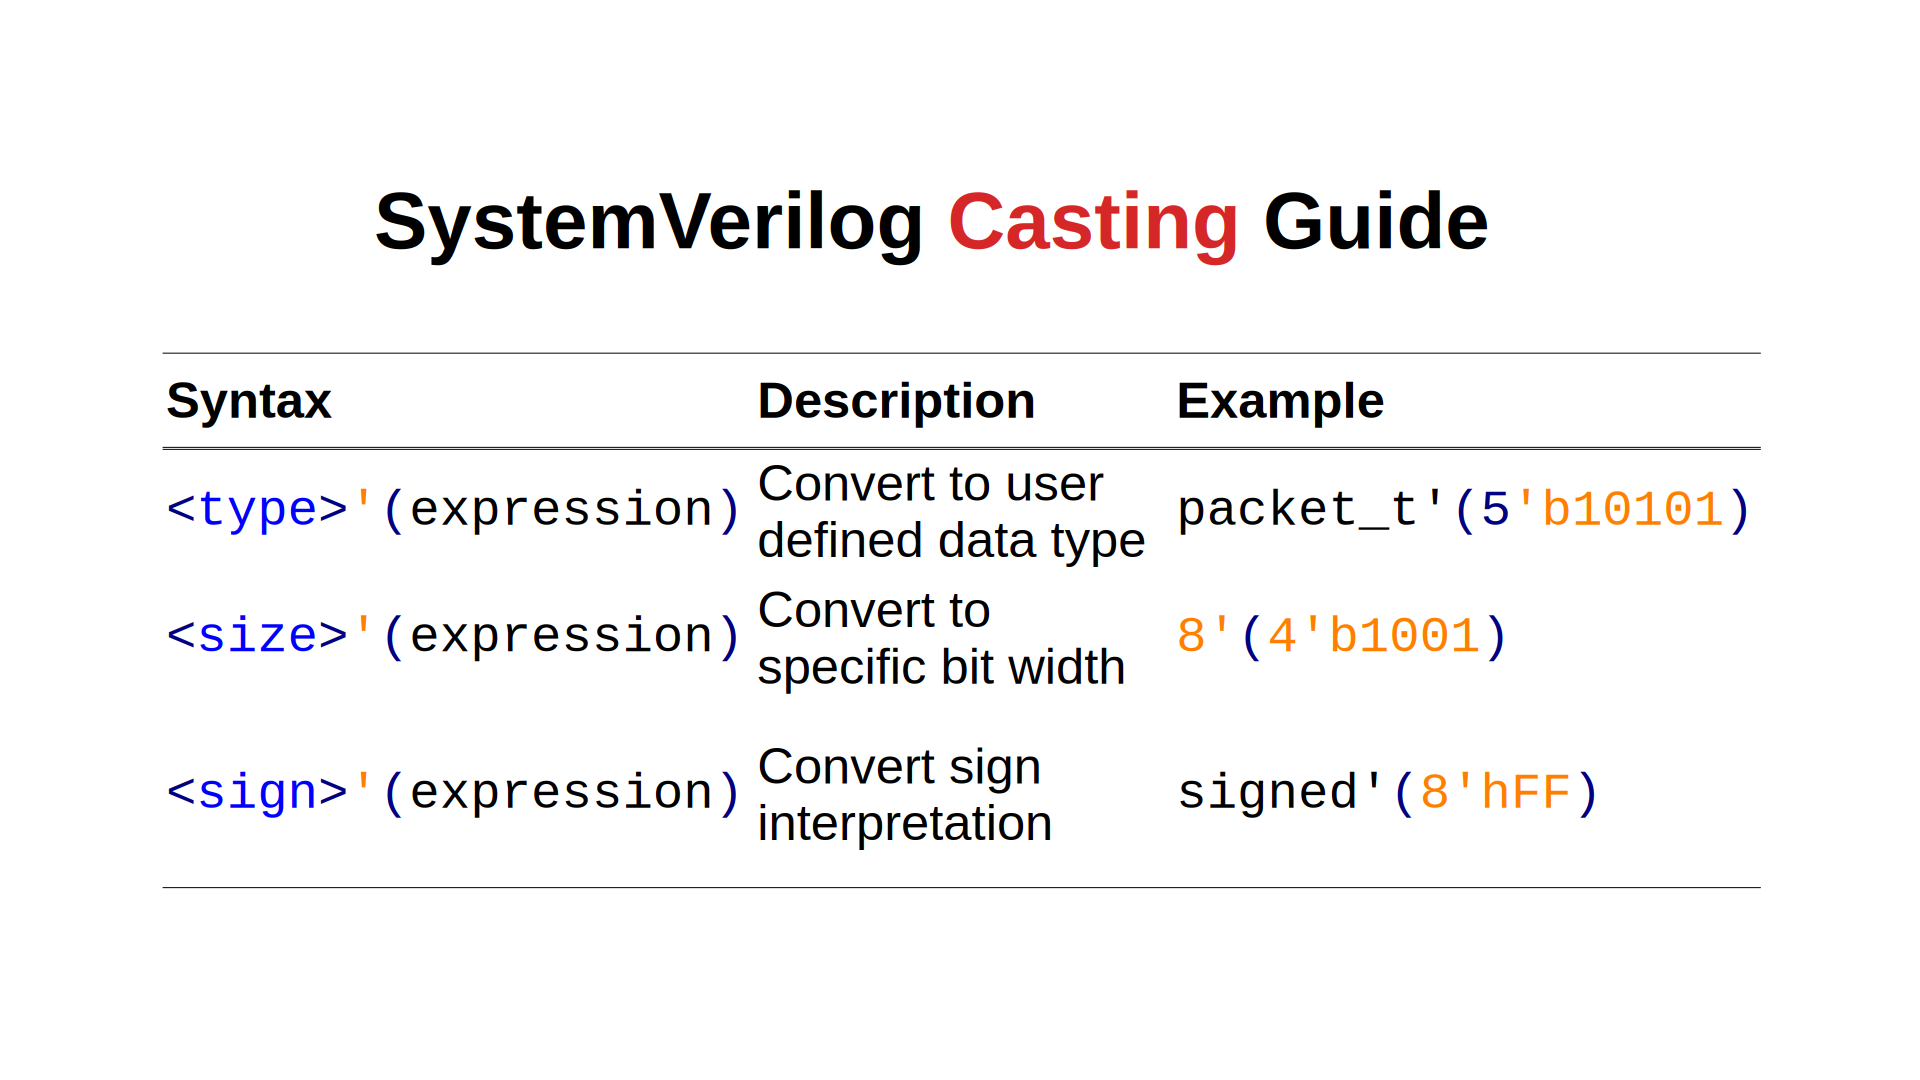 SystemVerilog Casting Guide
Syntax Description Example
<type>'(expression) Convert to user defined data type packet_t'(5'b10101)
<size>'(expression) Convert to specific bit width 8'(4'b1001)
<sign>'(expression) Convert sign interpretation signed'(8'hFF)